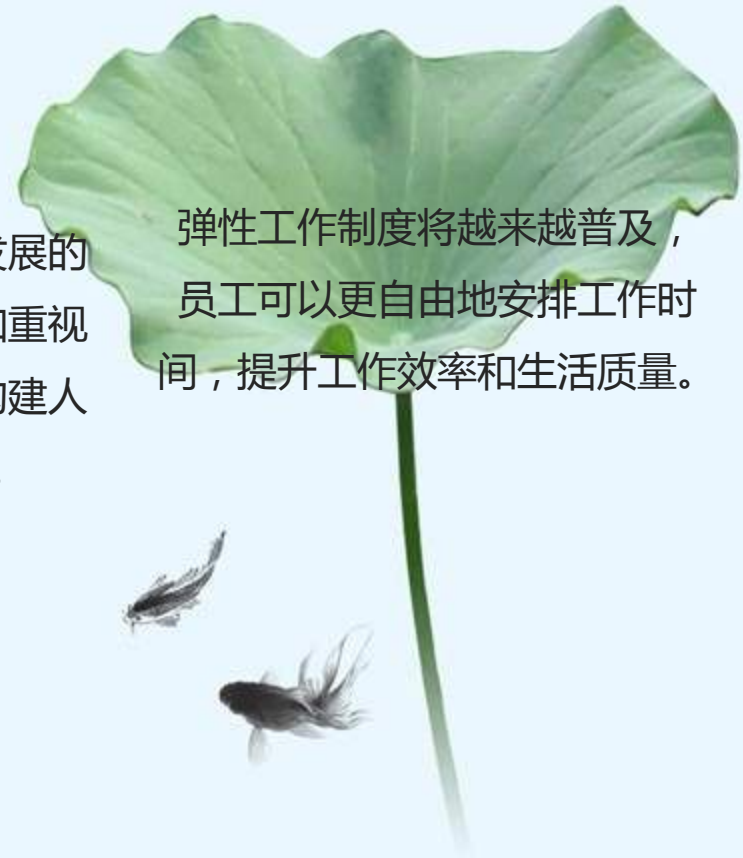 发展的
重视
构建人
弹性工作制度将越来越普及，
员工可以更自由地安排工作时
间，提升工作效率和生活质量。